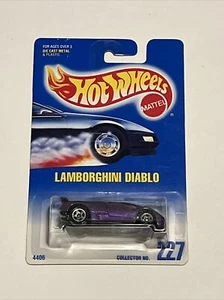 FOR AGES OVER 3
DIE CAST METAL
& PLASTIC
Hot Wheels
MATTEL
LAMBORGHINI DIABLO
4406
COLLECTOR NO.
227